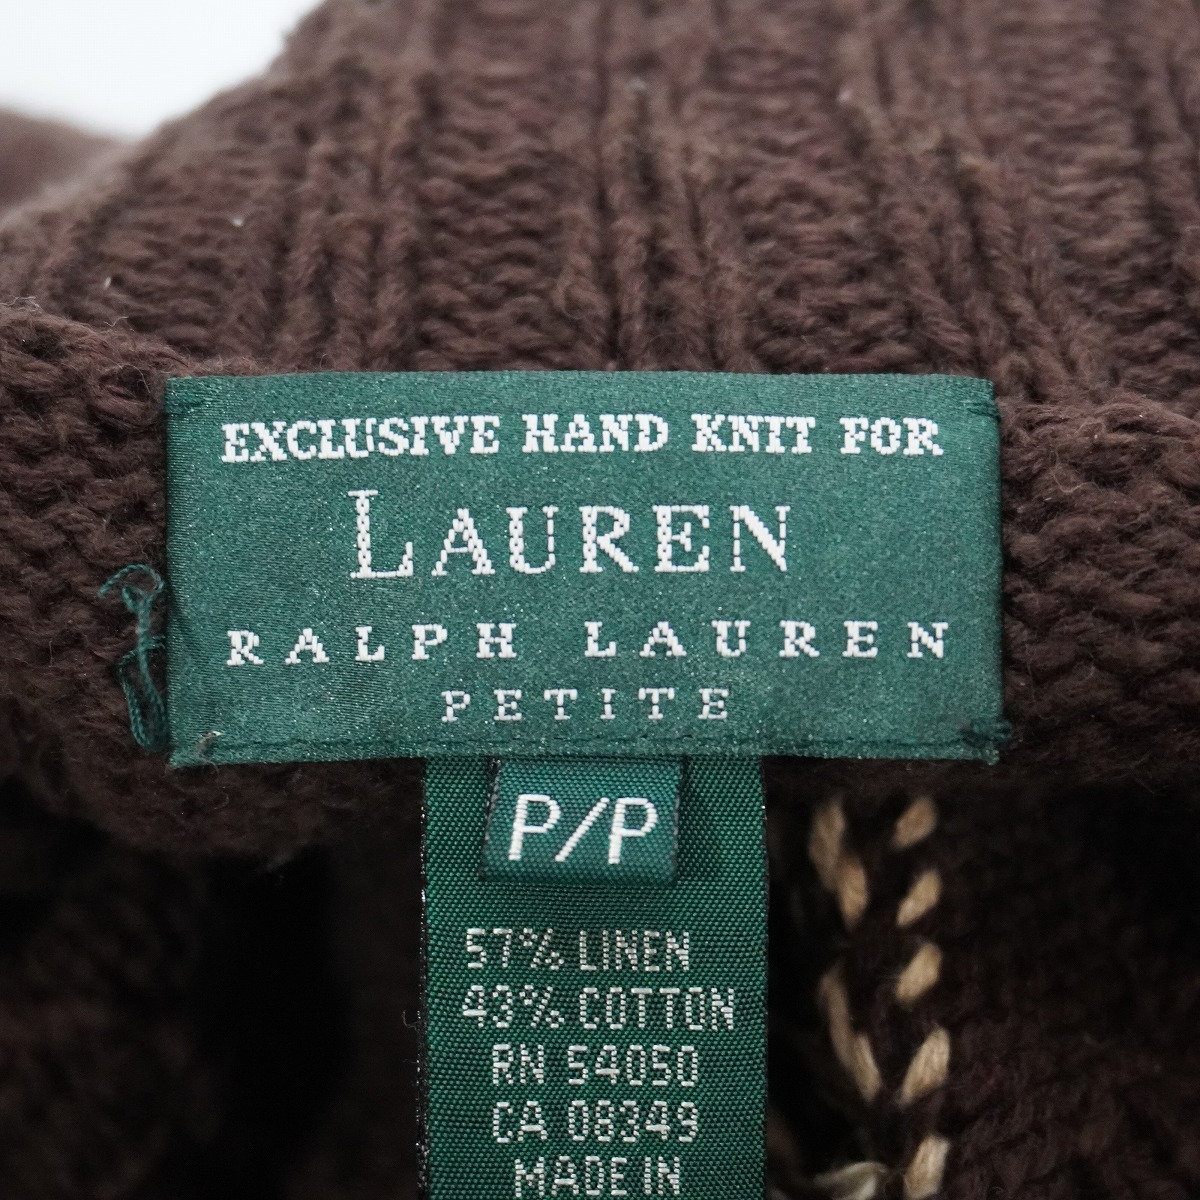 EXCLUSIVE HAND KNIT FOR
LAUREN
RALPH LAUREN
PETITE
P/P
57% LINEN
43% COTTON
RN 54050
CA 08349
MADE IN